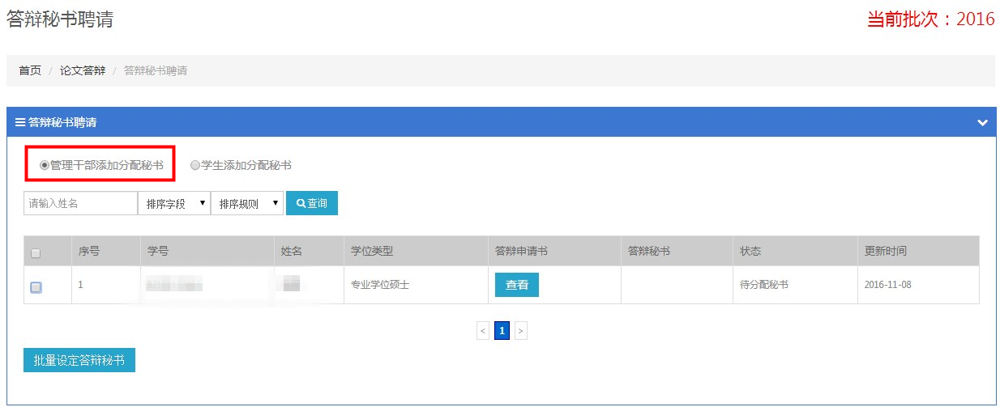 答辩秘书聘请 当前批次：2016
首页 / 论文答辩 / 答辩秘书聘请
答辩秘书聘请
管理干部添加分配秘书 学生添加分配秘书
请输入姓名 排序字段 排序规则 查询
序号 学号 姓名 学位类型 答辩申请书 答辩秘书 状态 更新时间
1 专业学位硕士 查看 待分配秘书 2016-11-08
< 1 >
批量设定答辩秘书